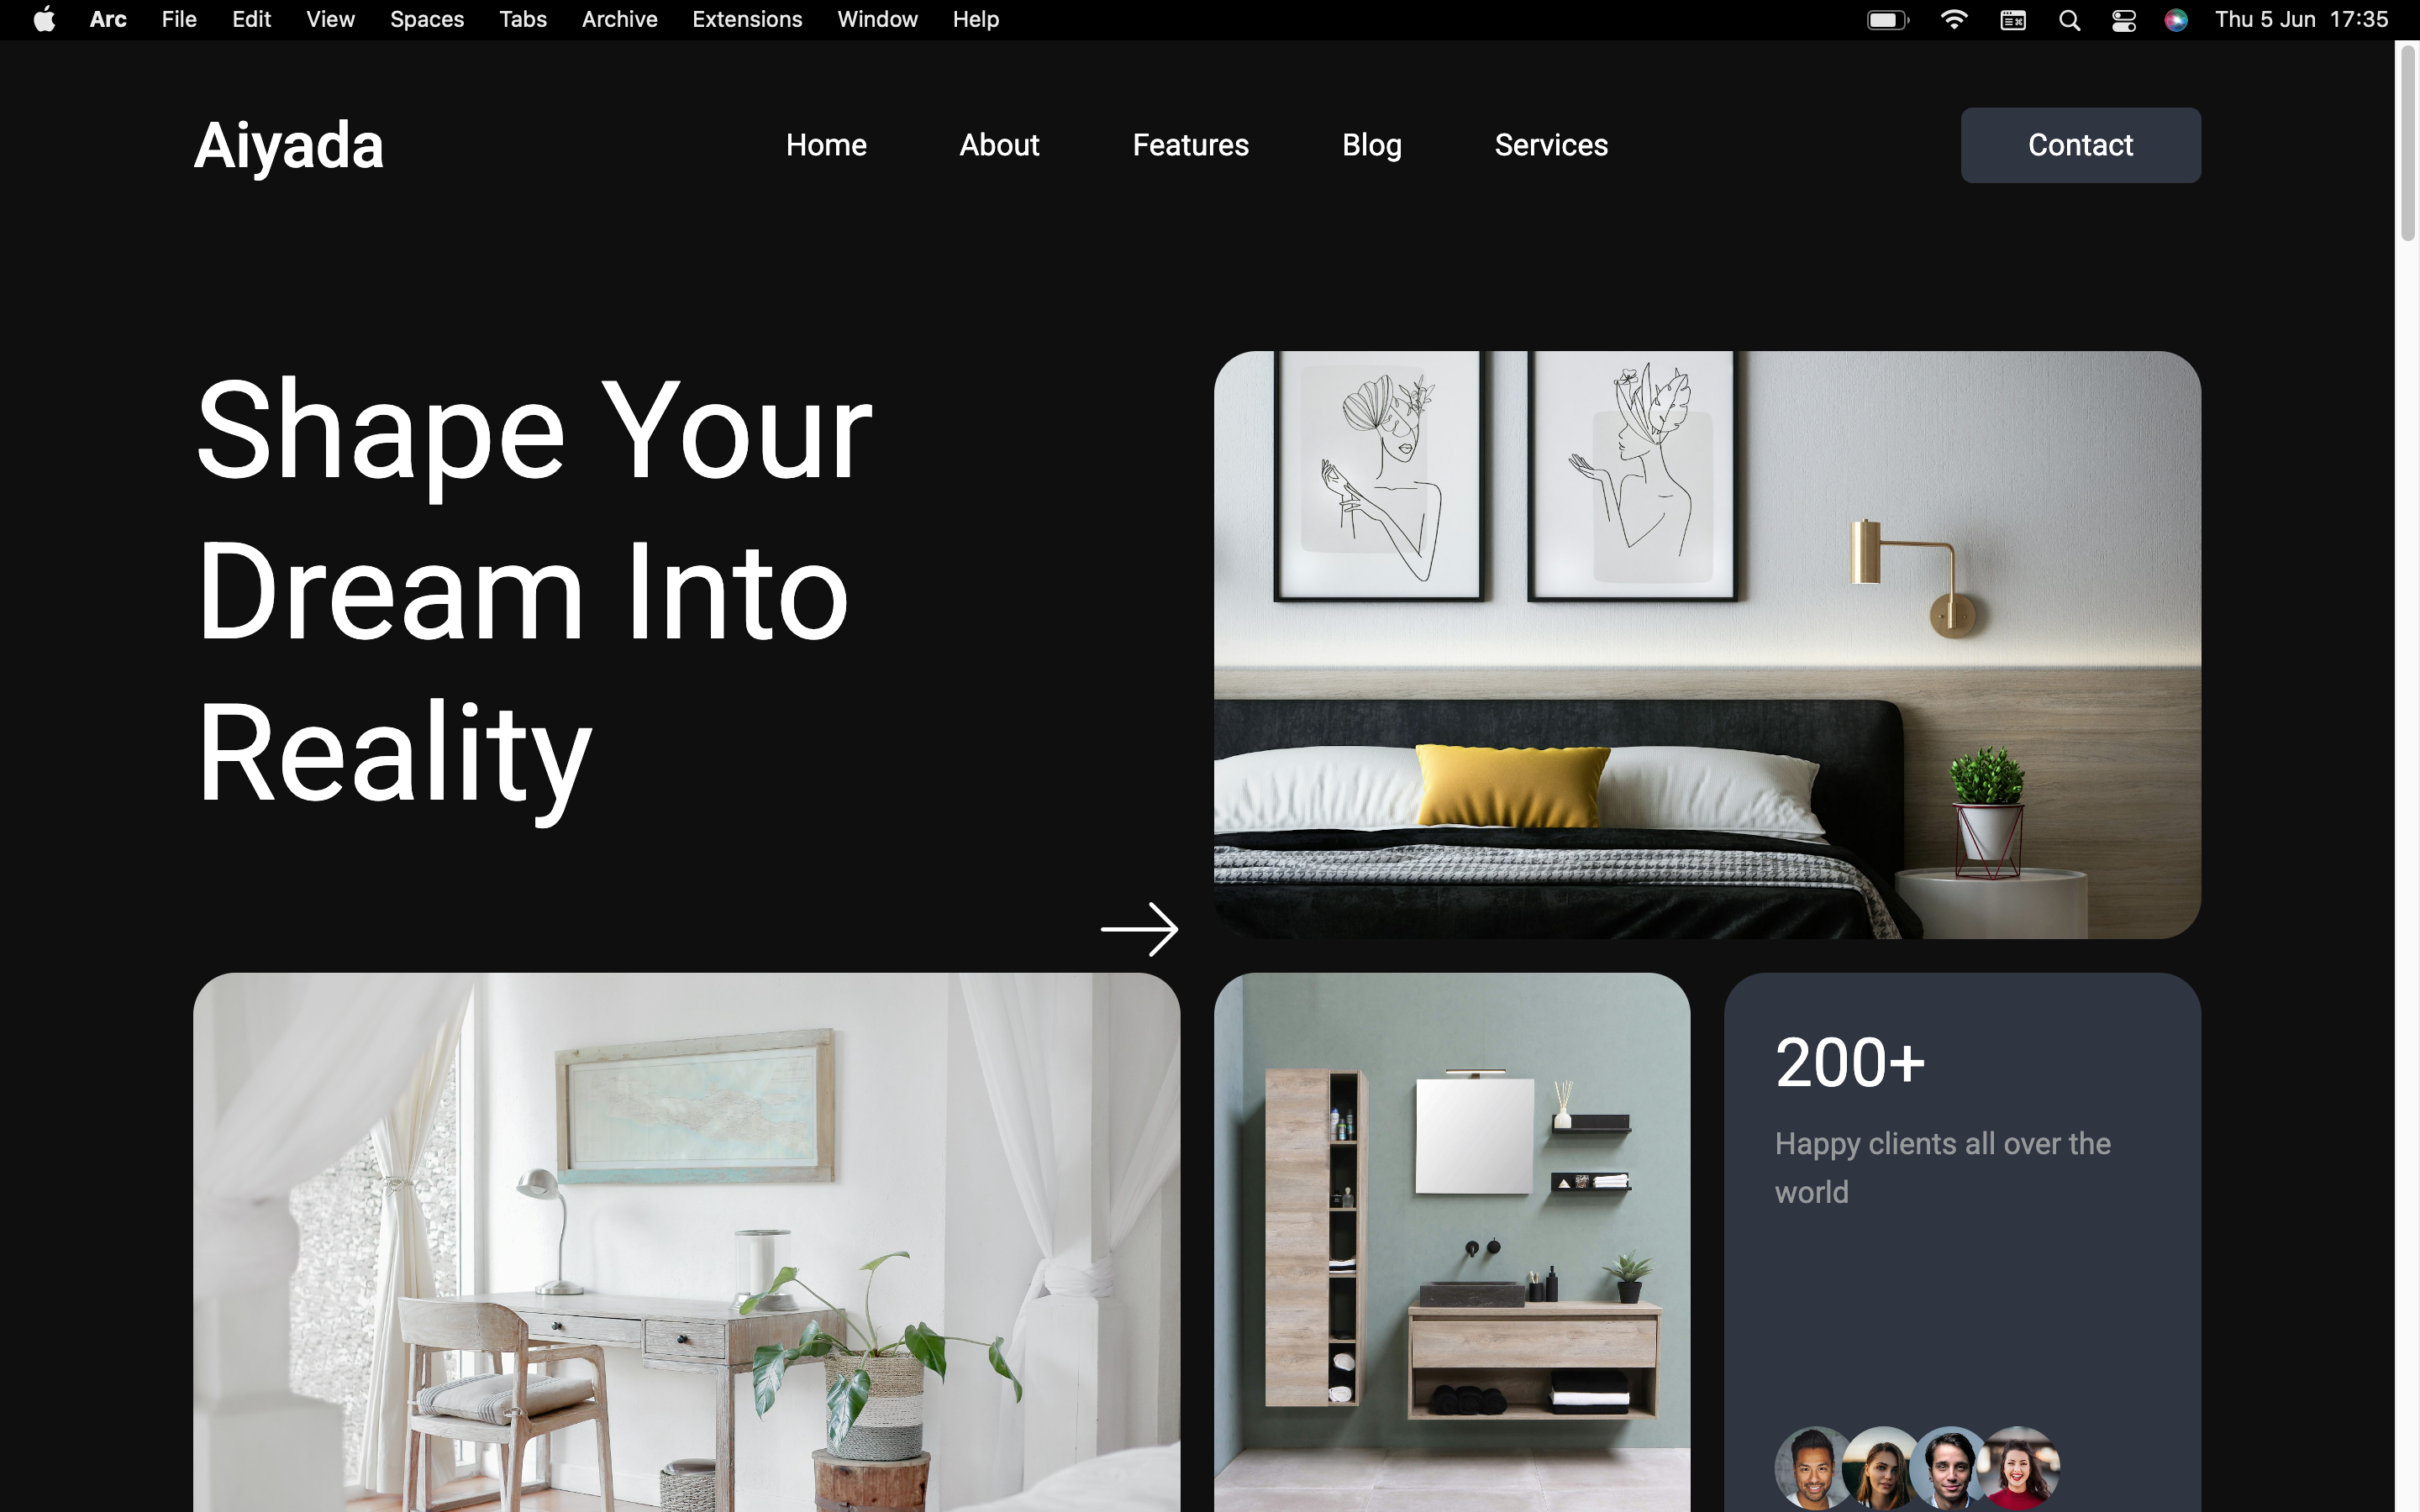 Arc File Edit View Spaces Tabs Archive Extensions Window Help Thu 5 Jun 17:35
Aiyada
Home About Features Blog Services
Contact
Shape Your
Dream Into
Reality
200+
Happy clients all over the
world